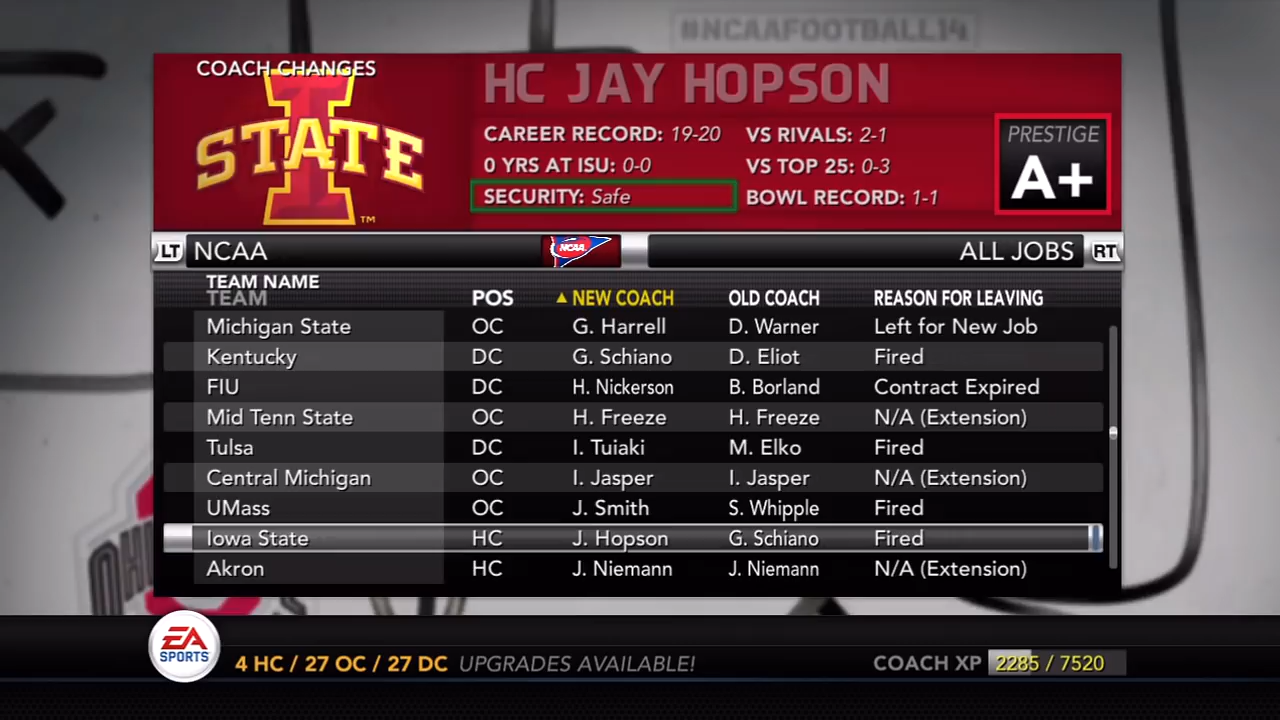 #NCAAFOOTBALL14
COACH CHANGES
I
STATE
TM
HC JAY HOPSON
CAREER RECORD: 19-20 VS RIVALS: 2-1
0 YRS AT ISU: 0-0 VS TOP 25: 0-3
SECURITY: Safe BOWL RECORD: 1-1
PRESTIGE
A+
LT NCAA NCAA ALL JOBS RT
TEAM NAME
TEAM POS NEW COACH OLD COACH REASON FOR LEAVING
Michigan State OC G. Harrell D. Warner Left for New Job
Kentucky DC G. Schiano D. Eliot Fired
FIU DC H. Nickerson B. Borland Contract Expired
Mid Tenn State OC H. Freeze H. Freeze N/A (Extension)
Tulsa DC I. Tuiaki M. Elko Fired
Central Michigan OC I. Jasper I. Jasper N/A (Extension)
UMass OC J. Smith S. Whipple Fired
Iowa State HC J. Hopson G. Schiano Fired
Akron HC J. Niemann J. Niemann N/A (Extension)
EA
SPORTS
4 HC / 27 OC / 27 DC UPGRADES AVAILABLE! COACH XP 2285 / 7520